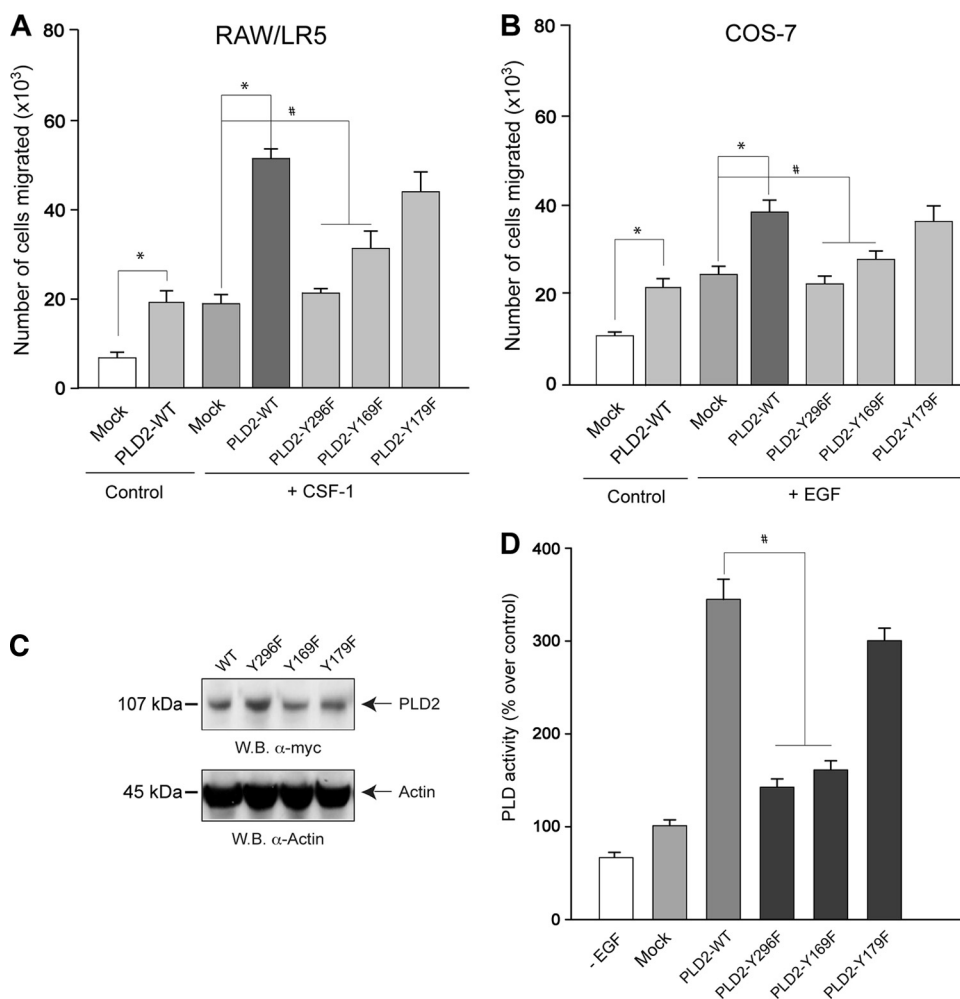 A
RAW/LR5
Number of cells migrated (x10³)
80
60
40
20
0
*
*
#
Mock
PLD2-WT
Mock
PLD2-WT
PLD2-Y296F
PLD2-Y169F
PLD2-Y179F
Control
+ CSF-1
B
COS-7
Number of cells migrated (x10³)
80
60
40
20
0
*
*
#
Mock
PLD2-WT
Mock
PLD2-WT
PLD2-Y296F
PLD2-Y169F
PLD2-Y179F
Control
+ EGF
C
WT Y296F Y169F Y179F
107 kDa PLD2
W.B. α-myc
45 kDa Actin
W.B. α-Actin
D
PLD activity (% over control)
400
300
200
100
0
#
- EGF
Mock
PLD2-WT
PLD2-Y296F
PLD2-Y169F
PLD2-Y179F